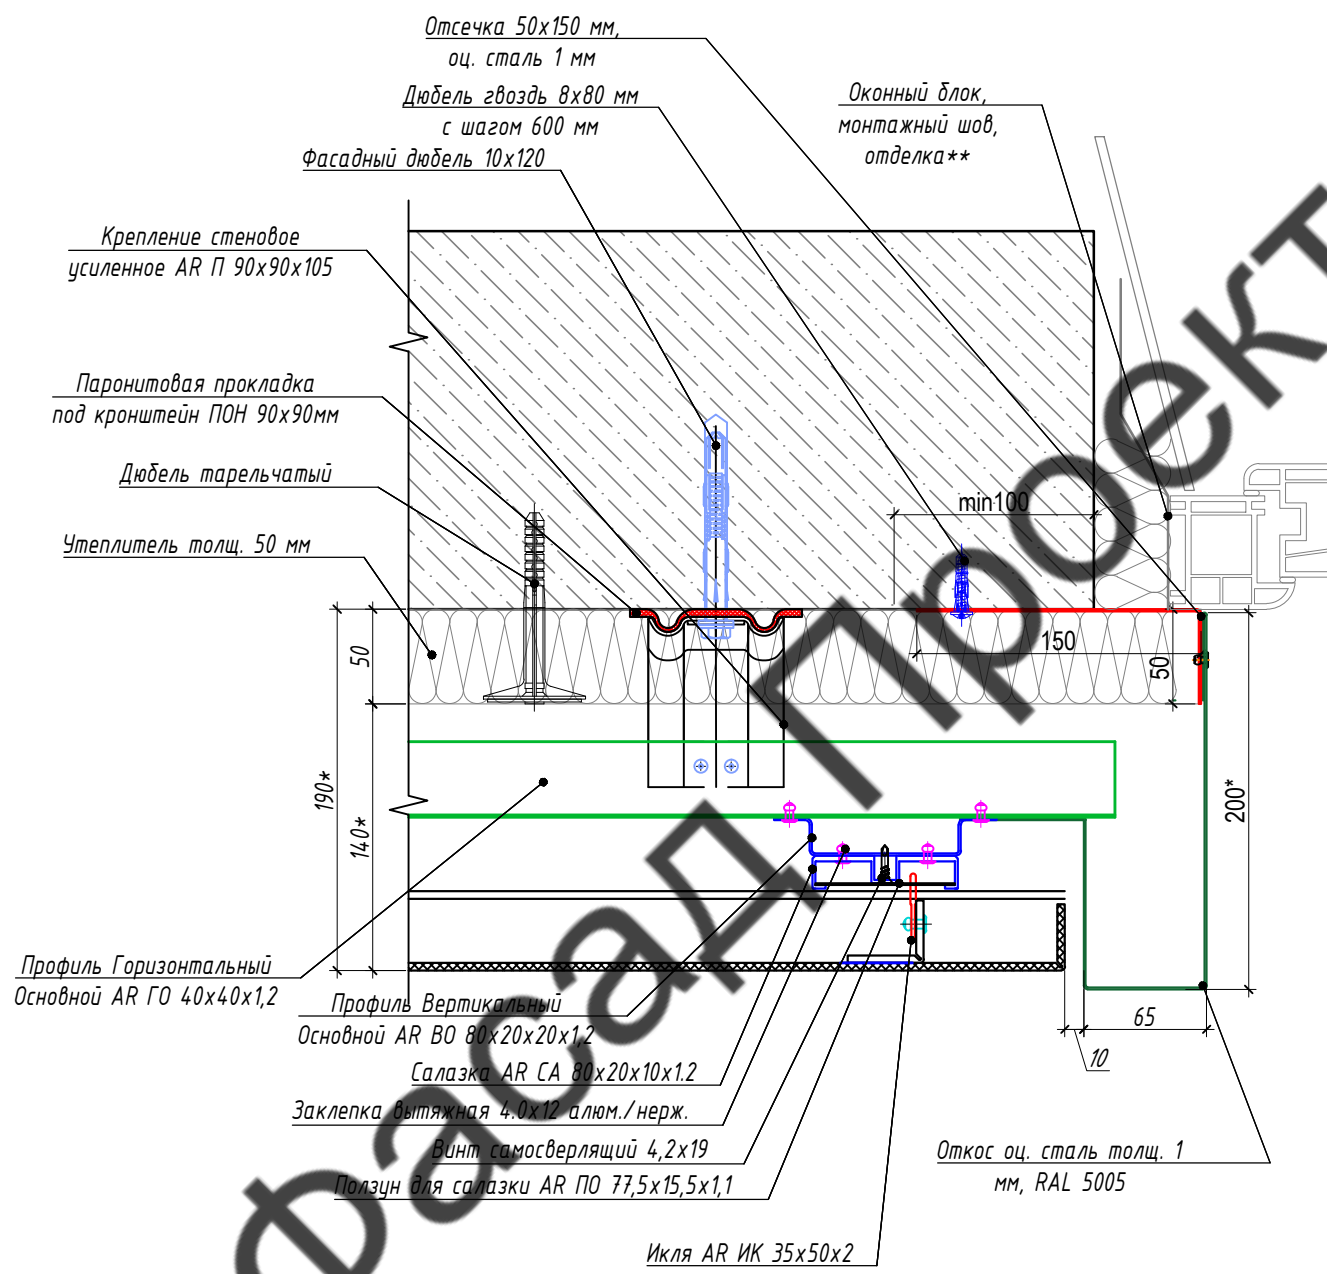 Отсечка 50х150 мм,
оц. сталь 1 мм
Дюбель гвоздь 8х80 мм
с шагом 600 мм
Фасадный дюбель 10х120
Оконный блок,
монтажный шов,
отделка**
Крепление стеновое
усиленное AR П 90х90х105
Паронитовая прокладка
под кронштейн ПОН 90х90мм
Дюбель тарельчатый
Утеплитель толщ. 50 мм
min100
150
50
50
190*
140*
200*
65
10
Профиль Горизонтальный
Основной AR ГО 40х40х1,2
Профиль Вертикальный
Основной AR ВО 80х20х20х1,2
Салазка AR СА 80х20х10х1.2
Заклепка вытяжная 4.0х12 алюм./нерж.
Винт самосверлящий 4,2х19
Ползун для салазки AR ПО 77,5х15,5х1,1
Икля AR ИК 35х50х2
Откос оц. сталь толщ. 1
мм, RAL 5005
Фасад Проект